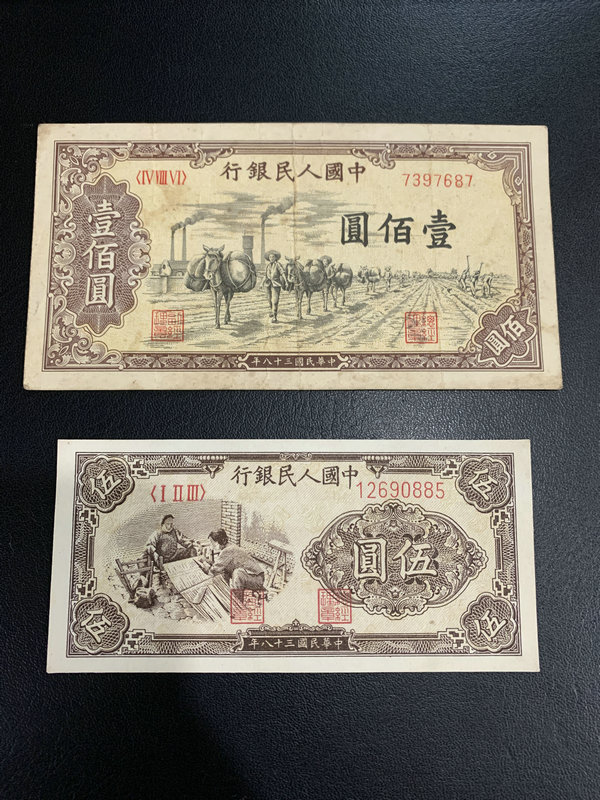 中國人民銀行
〈IV VIII VI〉
7397687
壹佰圓
壹佰圓
佰圓
中華民國三十八年
中國人民銀行
伍
伍
〈I II III〉
12690885
伍圓
伍
伍
中華民國三十八年